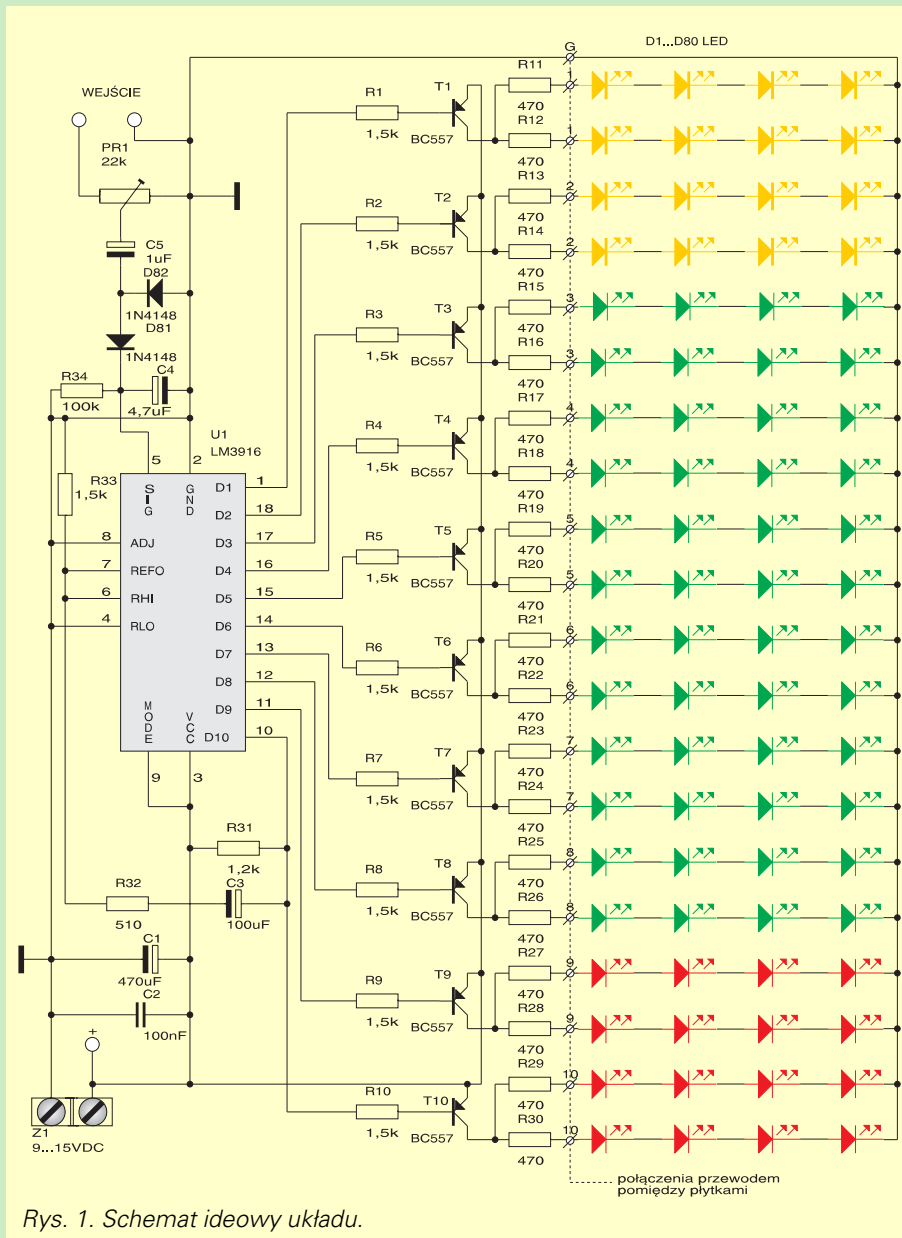 D1...D80 LED
WEJŚCIE
PR1
22k
C5
1uF
D82
1N4148
D81
1N4148
C4
4,7uF
R34
100k
R33
1,5k
U1
LM3916
5
2
SIG
GND
8
ADJ
7
REFO
6
RHI
4
RLO
MODE
VCC
9
3
D1
1
D2
18
D3
17
D4
16
D5
15
D6
14
D7
13
D8
12
D9
11
D10
10
R31
1,2k
R32
510
C3
100uF
C1
470uF
C2
100nF
+
Z1
9...15VDC
R1
1,5k
T1
BC557
R2
1,5k
T2
BC557
R3
1,5k
T3
BC557
R4
1,5k
T4
BC557
R5
1,5k
T5
BC557
R6
1,5k
T6
BC557
R7
1,5k
T7
BC557
R8
1,5k
T8
BC557
R9
1,5k
T9
BC557
R10
1,5k
T10
BC557
G
R11
1
470
R12
1
470
R13
2
470
R14
2
470
R15
3
470
R16
3
470
R17
4
470
R18
4
470
R19
5
470
R20
5
470
R21
6
470
R22
6
470
R23
7
470
R24
7
470
R25
8
470
R26
8
470
R27
9
470
R28
9
470
R29
10
470
R30
10
470
połączenia przewodem
pomiędzy płytkami
Rys. 1. Schemat ideowy układu.